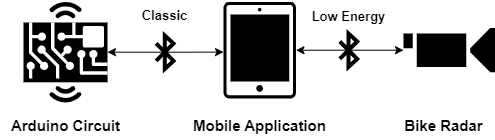 Classic
Low Energy
Arduino Circuit
Mobile Application
Bike Radar